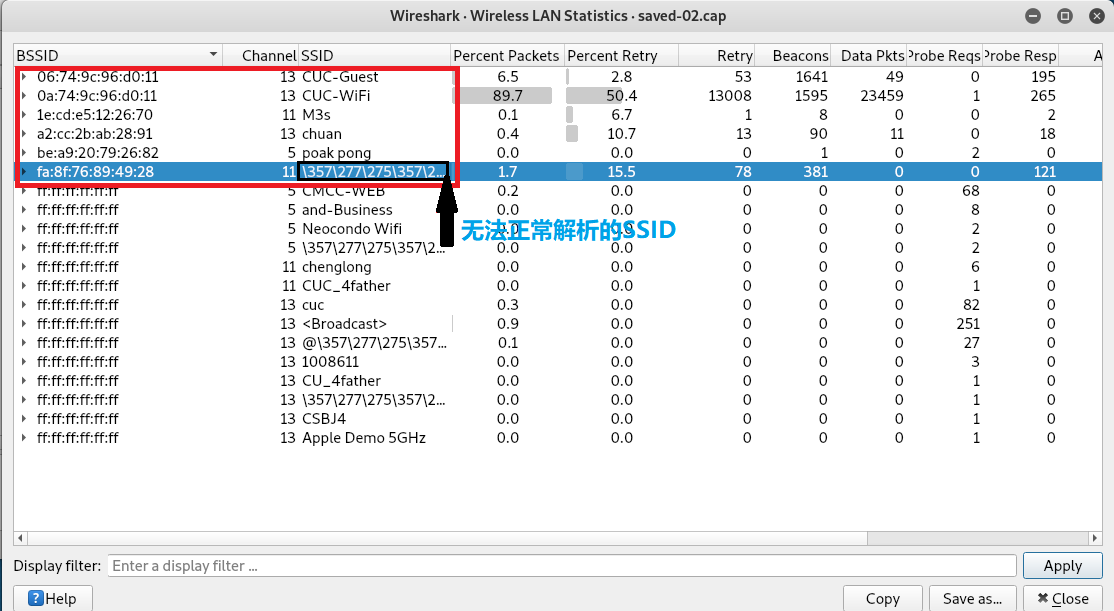 Wireshark · Wireless LAN Statistics · saved-02.cap
BSSID Channel SSID Percent Packets Percent Retry Retry Beacons Data Pkts Probe Reqs Probe Resp A
06:74:9c:96:d0:11 13 CUC-Guest 6.5 2.8 53 1641 49 0 195
0a:74:9c:96:d0:11 13 CUC-WiFi 89.7 50.4 13008 1595 23459 1 265
1e:cd:e5:12:26:70 11 M3s 0.1 6.7 1 8 0 0 2
a2:cc:2b:ab:28:91 13 chuan 0.4 10.7 13 90 11 0 18
be:a9:20:79:26:82 5 poak pong 0.0 0.0 0 1 0 2 0
fa:8f:76:89:49:28 11 \357\277\275\357\2... 1.7 15.5 78 381 0 0 121
ff:ff:ff:ff:ff:ff 5 CMCC-WEB 0.2 0.0 0 0 0 68 0
ff:ff:ff:ff:ff:ff 5 and-Business 0.0 0.0 0 0 0 8 0
ff:ff:ff:ff:ff:ff 5 Neocondo Wifi 0.0 0.0 0 0 0 2 0
无法正常解析的SSID
ff:ff:ff:ff:ff:ff 5 \357\277\275\357\2... 0.0 0.0 0 0 0 2 0
ff:ff:ff:ff:ff:ff 11 chenglong 0.0 0.0 0 0 0 6 0
ff:ff:ff:ff:ff:ff 11 CUC_4father 0.0 0.0 0 0 0 1 0
ff:ff:ff:ff:ff:ff 13 cuc 0.3 0.0 0 0 0 82 0
ff:ff:ff:ff:ff:ff 13 <Broadcast> 0.9 0.0 0 0 0 251 0
ff:ff:ff:ff:ff:ff 13 @\357\277\275\357... 0.1 0.0 0 0 0 27 0
ff:ff:ff:ff:ff:ff 13 1008611 0.0 0.0 0 0 0 3 0
ff:ff:ff:ff:ff:ff 13 CU_4father 0.0 0.0 0 0 0 1 0
ff:ff:ff:ff:ff:ff 13 \357\277\275\357\2... 0.0 0.0 0 0 0 1 0
ff:ff:ff:ff:ff:ff 13 CSBJ4 0.0 0.0 0 0 0 1 0
ff:ff:ff:ff:ff:ff 13 Apple Demo 5GHz 0.0 0.0 0 0 0 1 0
Display filter: Enter a display filter ... Apply
Help Copy Save as... Close